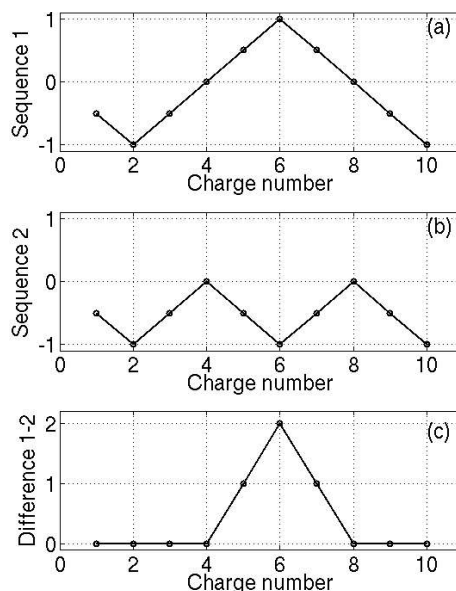 (a)
Sequence 1
1
0
-1
0 2 4 6 8 10
Charge number
(b)
Sequence 2
1
0
-1
0 2 4 6 8 10
Charge number
(c)
Difference 1-2
2
1
0
0 2 4 6 8 10
Charge number